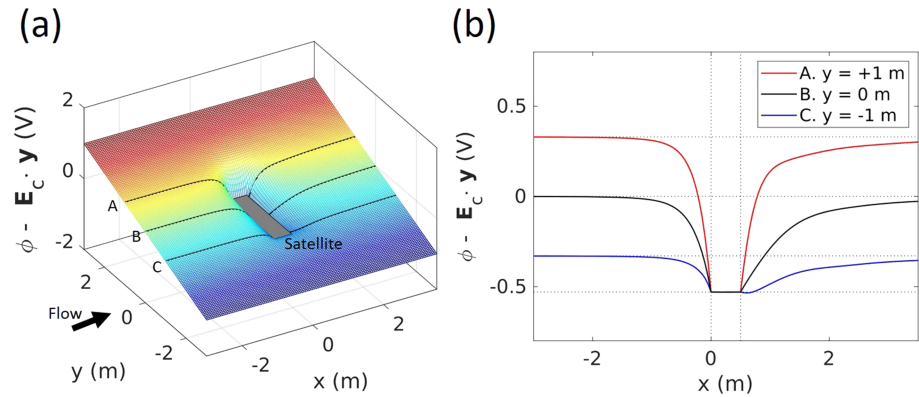 (a)
2
0
-2
ϕ - E_c· y (V)
A
B
C
Satellite
Flow
2
0
-2
y (m)
-2
0
2
x (m)
(b)
0.5
0
-0.5
ϕ - E_c· y (V)
A. y = +1 m
B. y = 0 m
C. y = -1 m
-2
0
2
x (m)